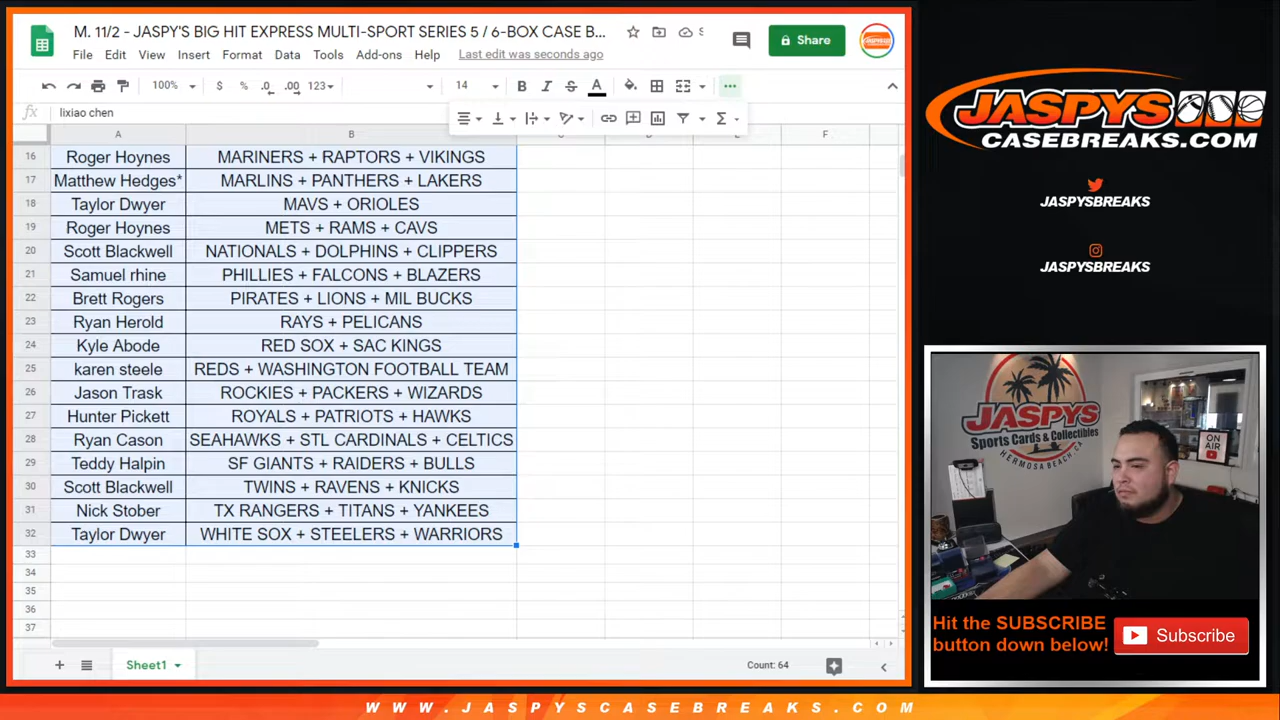 M. 11/2 - JASPY'S BIG HIT EXPRESS MULTI-SPORT SERIES 5 / 6-BOX CASE B...
S
Share
File Edit View Insert Format Data Tools Add-ons Help Last edit was seconds ago
100% $ % .0 .00 123 14 B I S A ...
fx lixiao chen
A B C D E F
16 Roger Hoynes MARINERS + RAPTORS + VIKINGS
17 Matthew Hedges* MARLINS + PANTHERS + LAKERS
18 Taylor Dwyer MAVS + ORIOLES
19 Roger Hoynes METS + RAMS + CAVS
20 Scott Blackwell NATIONALS + DOLPHINS + CLIPPERS
21 Samuel rhine PHILLIES + FALCONS + BLAZERS
22 Brett Rogers PIRATES + LIONS + MIL BUCKS
23 Ryan Herold RAYS + PELICANS
24 Kyle Abode RED SOX + SAC KINGS
25 karen steele REDS + WASHINGTON FOOTBALL TEAM
26 Jason Trask ROCKIES + PACKERS + WIZARDS
27 Hunter Pickett ROYALS + PATRIOTS + HAWKS
28 Ryan Cason SEAHAWKS + STL CARDINALS + CELTICS
29 Teddy Halpin SF GIANTS + RAIDERS + BULLS
30 Scott Blackwell TWINS + RAVENS + KNICKS
31 Nick Stober TX RANGERS + TITANS + YANKEES
32 Taylor Dwyer WHITE SOX + STEELERS + WARRIORS
33
34
35
36
37
Sheet1 Count: 64
JASPYS
CASEBREAKS.COM
JASPYSBREAKS
JASPYSBREAKS
JASPYS
Sports Cards & Collectibles
HERMOSA BEACH, CA
ON
AIR
Hit the SUBSCRIBE
button down below!
Subscribe
WWW.JASPYSCASEBREAKS.COM